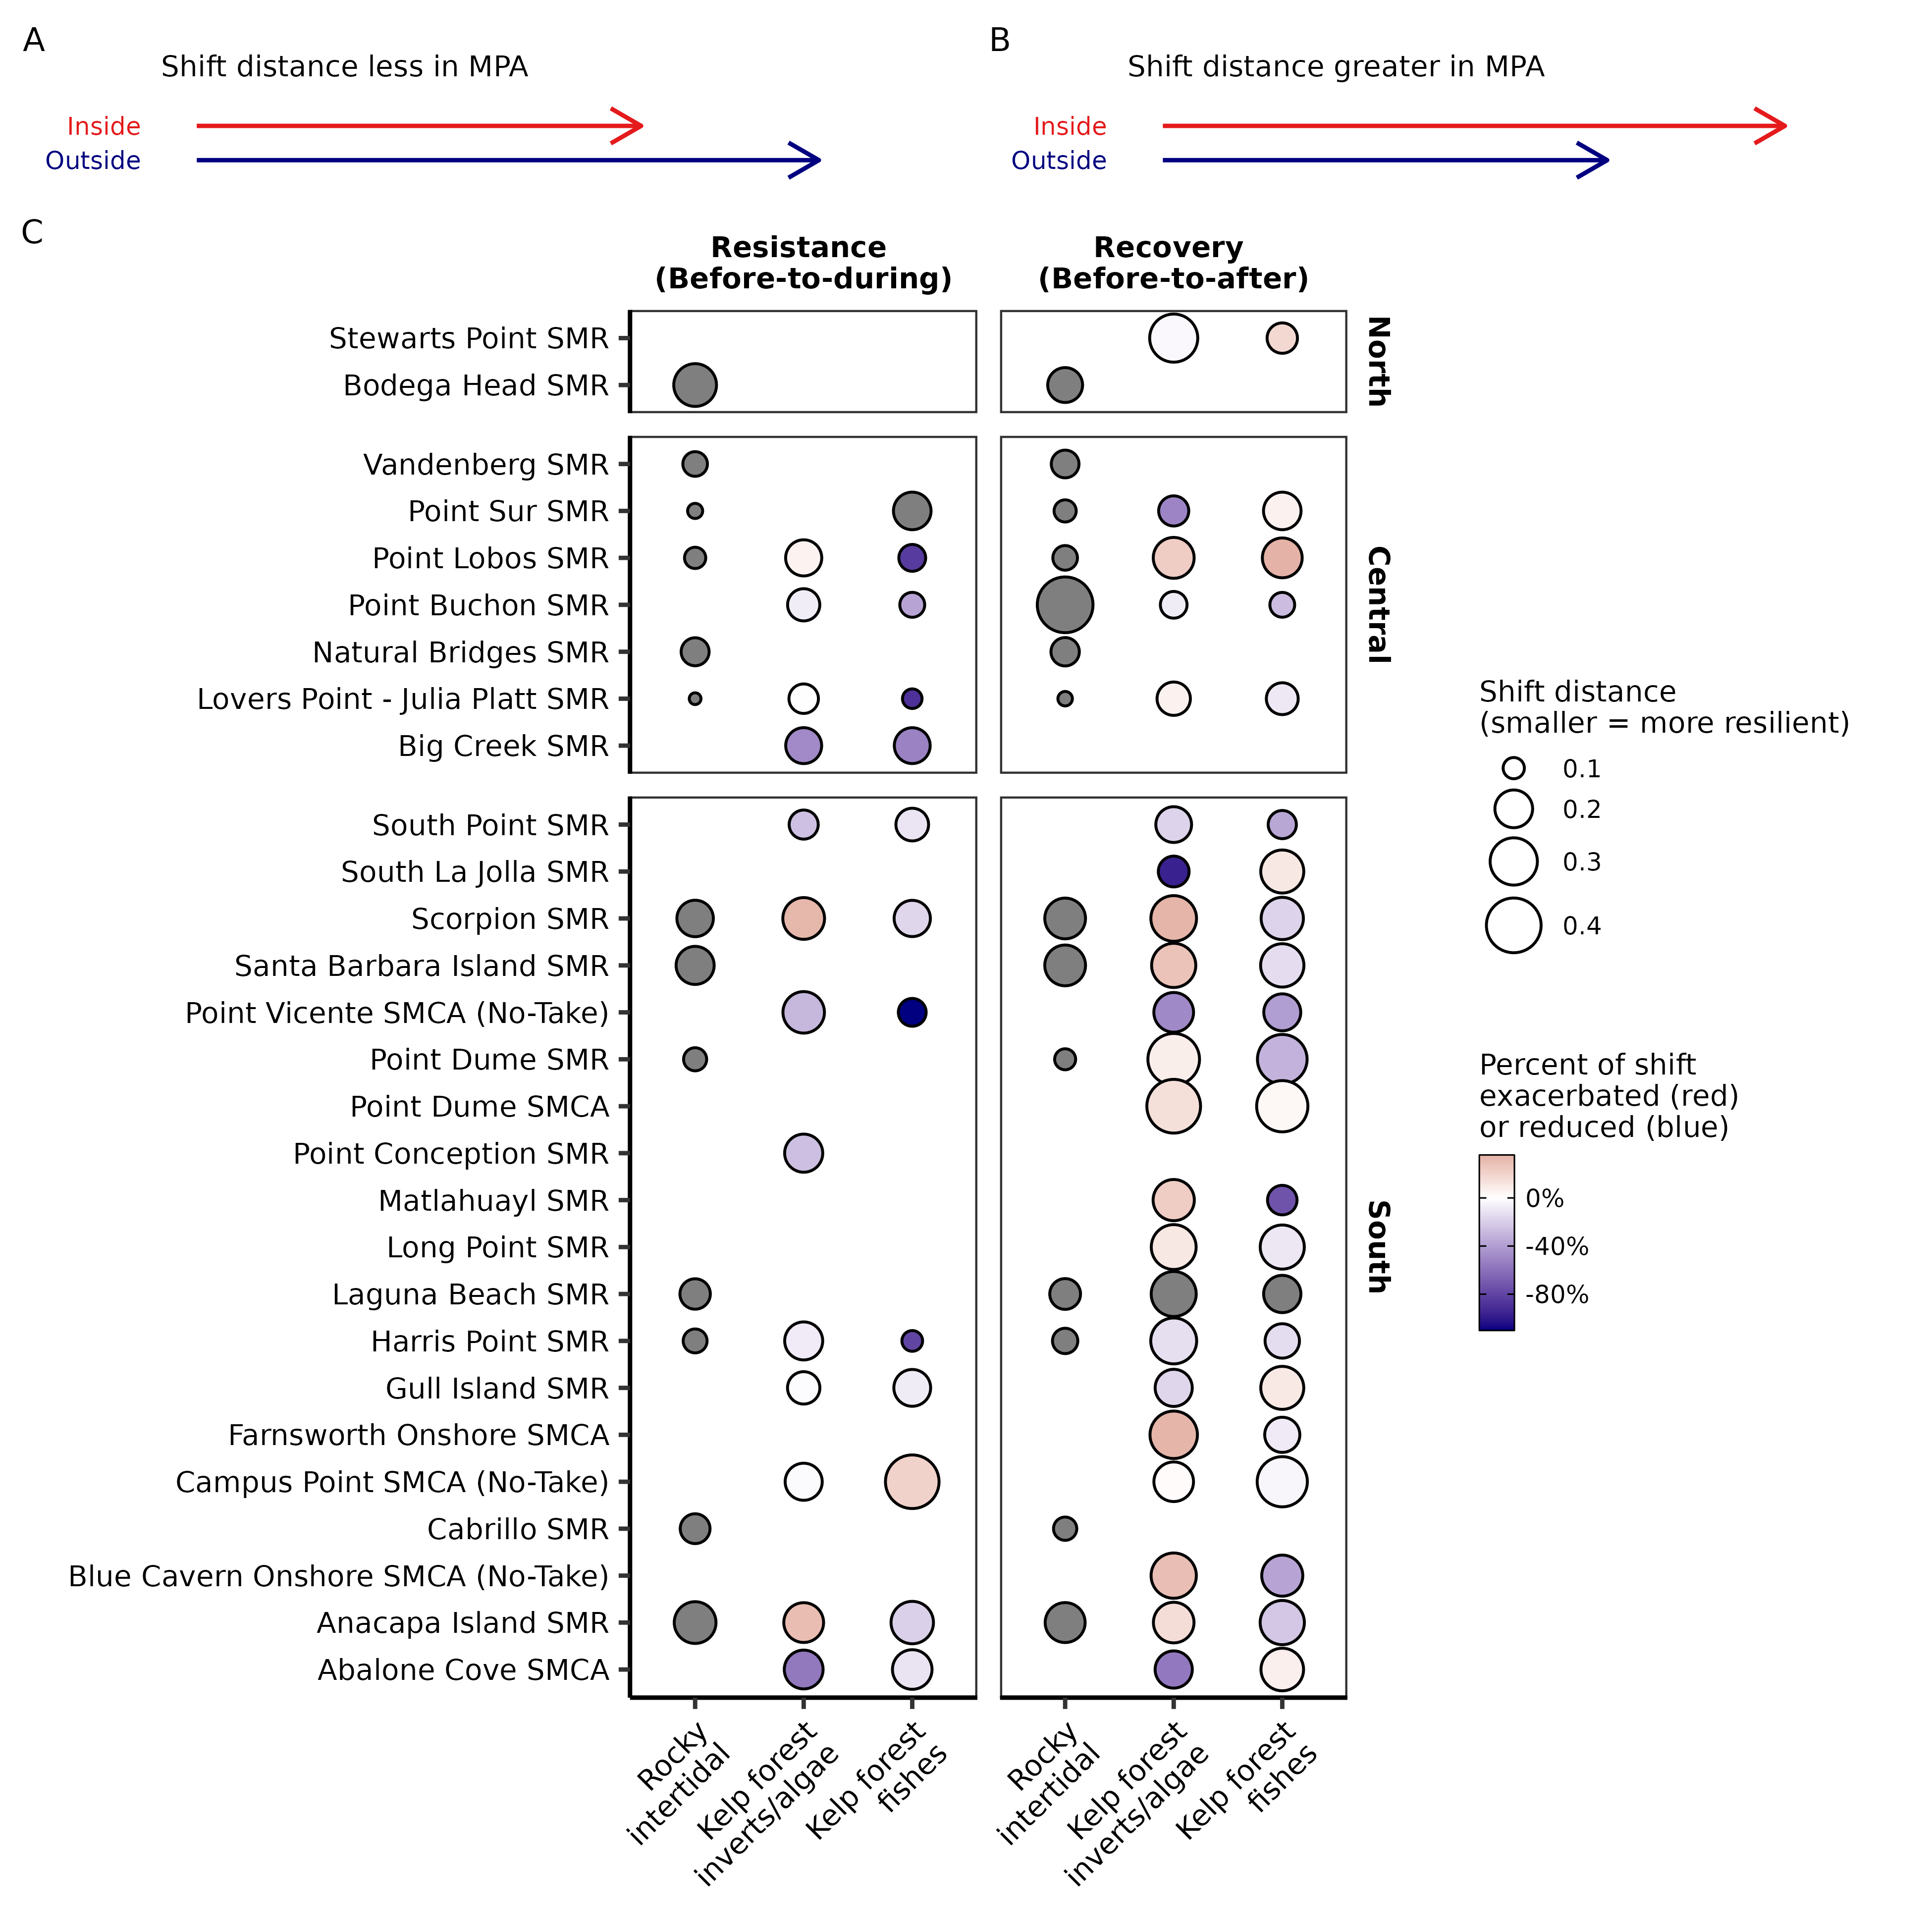 A
Shift distance less in MPA
Inside
Outside
B
Shift distance greater in MPA
Inside
Outside
C
Resistance
(Before-to-during)
Recovery
(Before-to-after)
Stewarts Point SMR
Bodega Head SMR
North
Vandenberg SMR
Point Sur SMR
Point Lobos SMR
Point Buchon SMR
Natural Bridges SMR
Lovers Point - Julia Platt SMR
Big Creek SMR
Central
South Point SMR
South La Jolla SMR
Scorpion SMR
Santa Barbara Island SMR
Point Vicente SMCA (No-Take)
Point Dume SMR
Point Dume SMCA
Point Conception SMR
Matlahuayl SMR
Long Point SMR
Laguna Beach SMR
Harris Point SMR
Gull Island SMR
Farnsworth Onshore SMCA
Campus Point SMCA (No-Take)
Cabrillo SMR
Blue Cavern Onshore SMCA (No-Take)
Anacapa Island SMR
Abalone Cove SMCA
South
Rocky
intertidal
Kelp forest
inverts/algae
Kelp forest
fishes
Rocky
intertidal
Kelp forest
inverts/algae
Kelp forest
fishes
Shift distance
(smaller = more resilient)
0.1
0.2
0.3
0.4
Percent of shift
exacerbated (red)
or reduced (blue)
0%
-40%
-80%